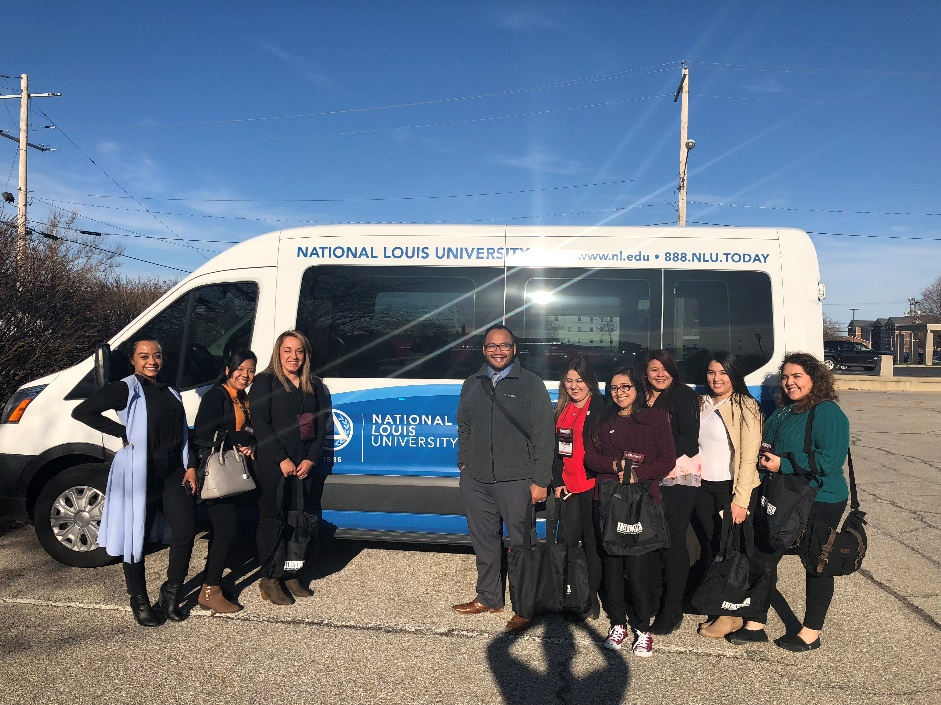 NATIONAL LOUIS UNIVERSITY
www.nl.edu • 888.NLU.TODAY
NATIONAL
LOUIS
UNIVERSITY